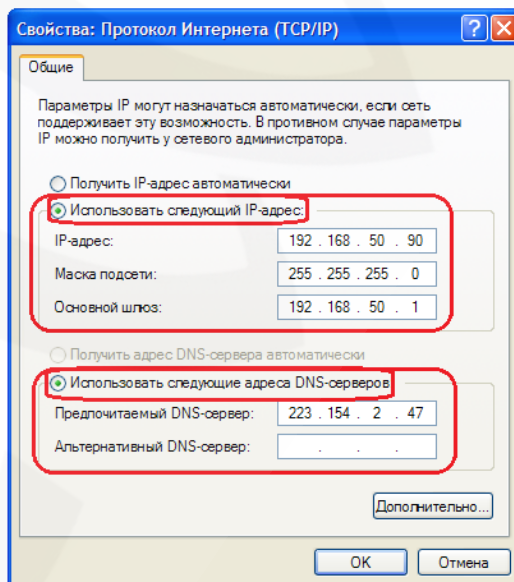 Свойства: Протокол Интернета (TCP/IP)
Общие
Параметры IP могут назначаться автоматически, если сеть
поддерживает эту возможность. В противном случае параметры
IP можно получить у сетевого администратора.
Получить IP-адрес автоматически
Использовать следующий IP-адрес:
IP-адрес: 192 . 168 . 50 . 90
Маска подсети: 255 . 255 . 255 . 0
Основной шлюз: 192 . 168 . 50 . 1
Получить адрес DNS-сервера автоматически
Использовать следующие адреса DNS-серверов
Предпочитаемый DNS-сервер: 223 . 154 . 2 . 47
Альтернативный DNS-сервер: . . .
Дополнительно...
OK Отмена